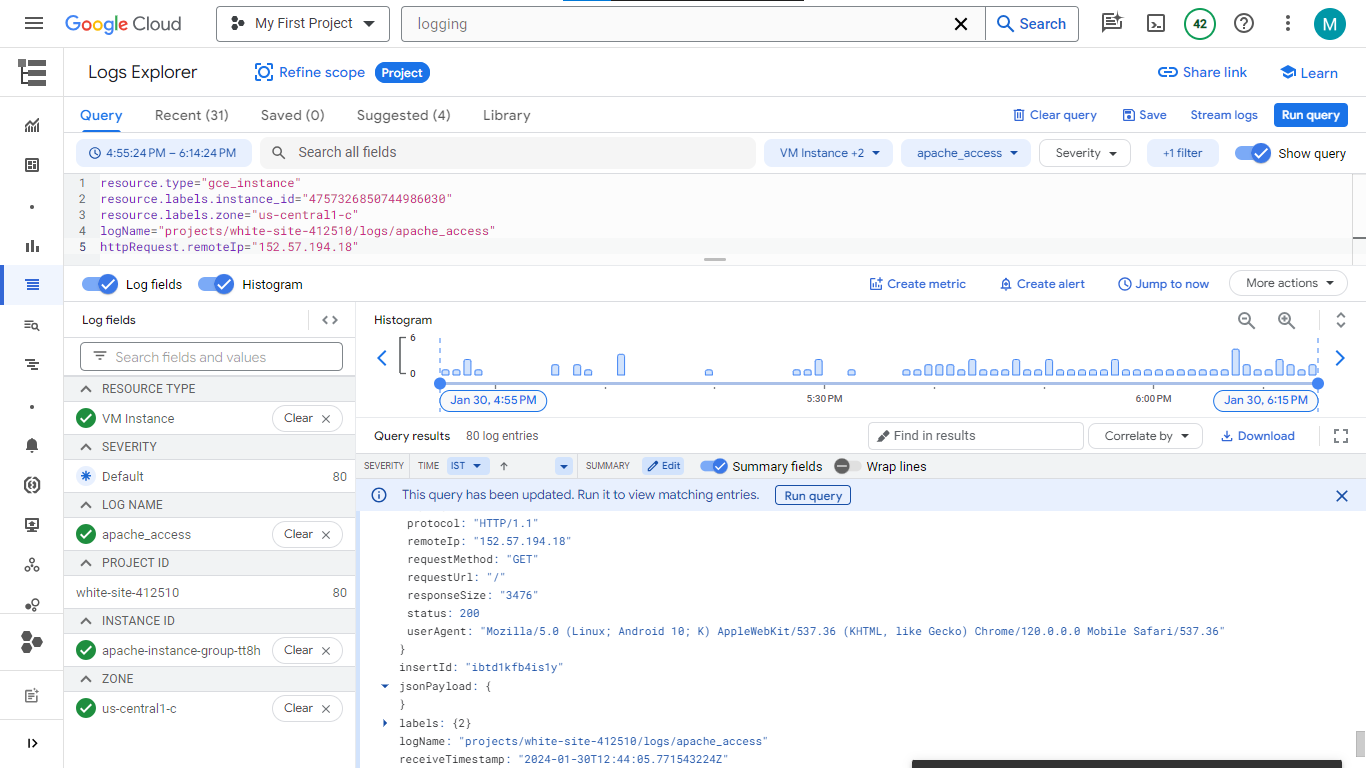 Google Cloud
My First Project
logging
Search
42
M
Logs Explorer
Refine scope
Project
Share link
Learn
Query
Recent (31)
Saved (0)
Suggested (4)
Library
Clear query
Save
Stream logs
Run query
4:55:24 PM – 6:14:24 PM
Search all fields
VM Instance +2
apache_access
Severity
+1 filter
Show query
1 resource.type="gce_instance"
2 resource.labels.instance_id="4757326850744986030"
3 resource.labels.zone="us-central1-c"
4 logName="projects/white-site-412510/logs/apache_access"
5 httpRequest.remoteIp="152.57.194.18"
Log fields
Histogram
Create metric
Create alert
Jump to now
More actions
Log fields
Search fields and values
RESOURCE TYPE
VM Instance
Clear
SEVERITY
Default
80
LOG NAME
apache_access
Clear
PROJECT ID
white-site-412510
80
INSTANCE ID
apache-instance-group-tt8h
Clear
ZONE
us-central1-c
Clear
Histogram
6
0
Jan 30, 4:55 PM
5:30 PM
6:00 PM
Jan 30, 6:15 PM
Query results
80 log entries
Find in results
Correlate by
Download
SEVERITY
TIME
IST
SUMMARY
Edit
Summary fields
Wrap lines
This query has been updated. Run it to view matching entries.
Run query
protocol: "HTTP/1.1"
remoteIp: "152.57.194.18"
requestMethod: "GET"
requestUrl: "/"
responseSize: "3476"
status: 200
userAgent: "Mozilla/5.0 (Linux; Android 10; K) AppleWebKit/537.36 (KHTML, like Gecko) Chrome/120.0.0.0 Mobile Safari/537.36"
}
insertId: "ibtd1kfb4is1y"
jsonPayload: {
}
labels: {2}
logName: "projects/white-site-412510/logs/apache_access"
receiveTimestamp: "2024-01-30T12:44:05.771543224Z"